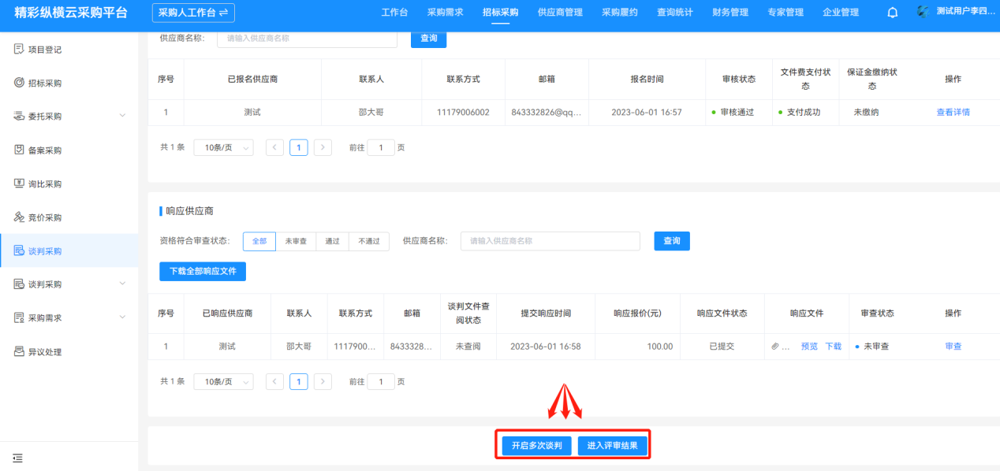 精彩纵横云采购平台 采购人工作台 工作台 采购需求 招标采购 供应商管理 采购履约 查询统计 财务管理 专家管理 企业管理 测试用户李四...
项目登记
招标采购
委托采购
备案采购
询比采购
竞价采购
谈判采购
谈判采购
采购需求
异议处理
供应商名称: 请输入供应商名称 查询
序号 已报名供应商 联系人 联系方式 邮箱 报名时间 审核状态 文件费支付状态 保证金缴纳状态 操作
1 测试 邵大哥 11179006002 843332826@qq... 2023-06-01 16:57 审核通过 支付成功 未缴纳 查看详情
共 1 条 10条/页 1 前往 1 页
响应供应商
资格符合审查状态: 全部 未审查 通过 不通过 供应商名称: 请输入供应商名称 查询
下载全部响应文件
序号 已响应供应商 联系人 联系方式 邮箱 谈判文件查阅状态 提交响应时间 响应报价(元) 响应文件状态 响应文件 审查状态 操作
1 测试 邵大哥 1117900... 8433328... 未查阅 2023-06-01 16:58 100.00 已提交 ... 预览 下载 未审查 审查
共 1 条 10条/页 1 前往 1 页
开启多次谈判 进入评审结果